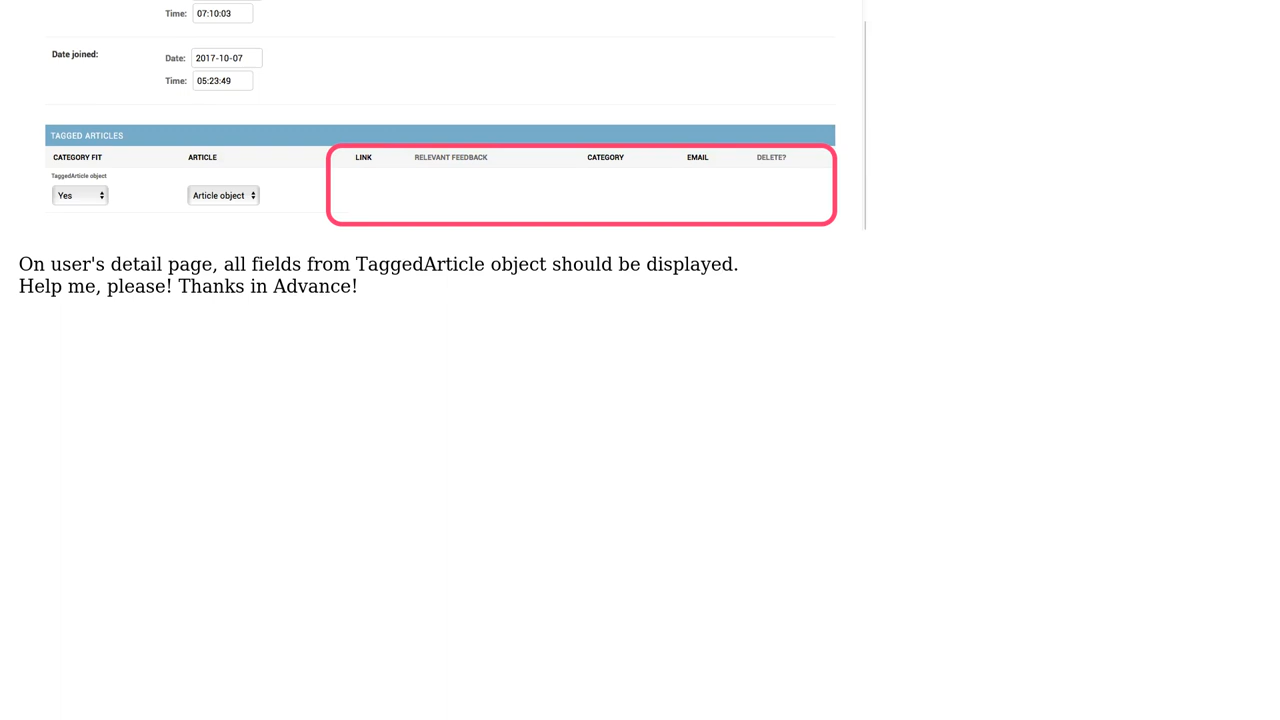 Time: 07:10:03
Date joined: Date: 2017-10-07
Time: 05:23:49
TAGGED ARTICLES
CATEGORY FIT ARTICLE LINK RELEVANT FEEDBACK CATEGORY EMAIL DELETE?
TaggedArticle object
Yes Article object
On user's detail page, all fields from TaggedArticle object should be displayed.
Help me, please! Thanks in Advance!